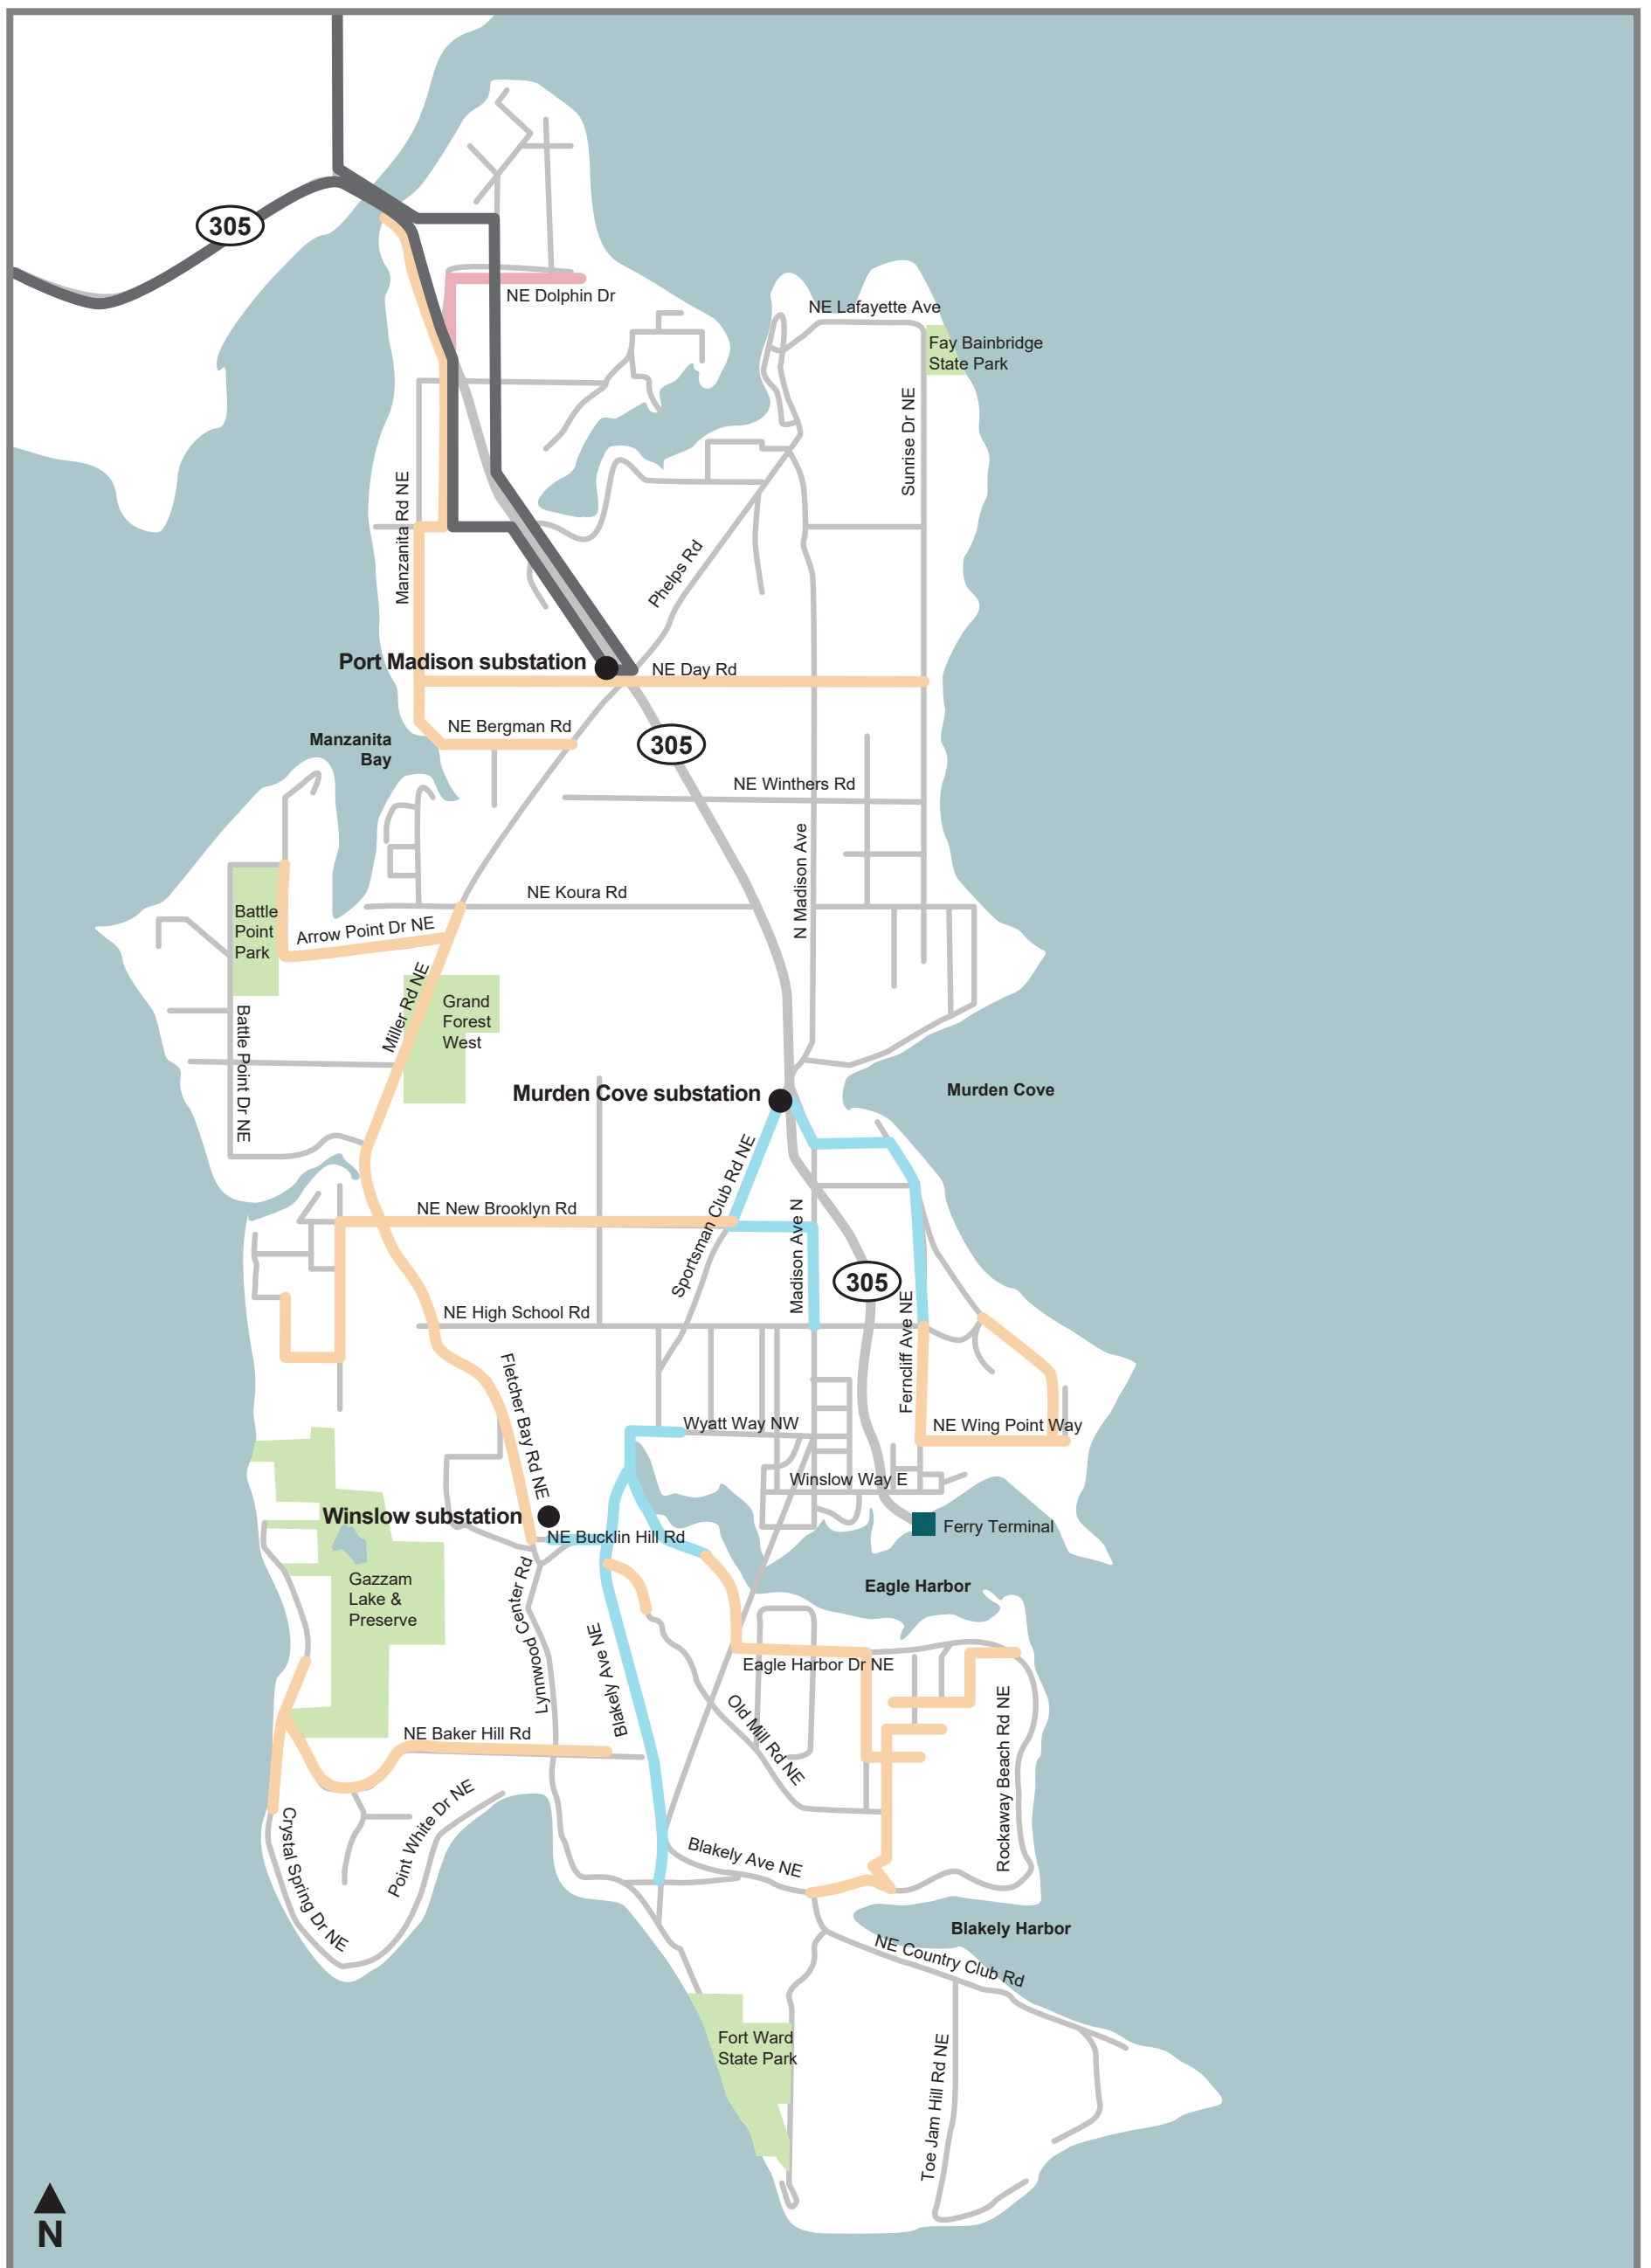 305
NE Dolphin Dr
NE Lafayette Ave
Fay Bainbridge
State Park
Sunrise Dr NE
Manzanita Rd NE
Phelps Rd
Port Madison substation
NE Day Rd
NE Bergman Rd
305
Manzanita
Bay
NE Winthers Rd
N Madison Ave
NE Koura Rd
Battle
Point
Park
Arrow Point Dr NE
Miller Rd NE
Grand
Forest
West
Battle Point Dr NE
Murden Cove substation
Murden Cove
Sportsman Club Rd NE
NE New Brooklyn Rd
Madison Ave N
305
NE High School Rd
Ferncliff Ave NE
Fletcher Bay Rd NE
Wyatt Way NW
NE Wing Point Way
Winslow Way E
Winslow substation
NE Bucklin Hill Rd
Ferry Terminal
Gazzam
Lake &
Preserve
Lynwood Center Rd
Eagle Harbor
Blakely Ave NE
Eagle Harbor Dr NE
Old Mill Rd NE
Rockaway Beach Rd NE
NE Baker Hill Rd
Point White Dr NE
Crystal Spring Dr NE
Blakely Ave NE
Blakely Harbor
NE Country Club Rd
Fort Ward
State Park
Toe Jam Hill Rd NE
N